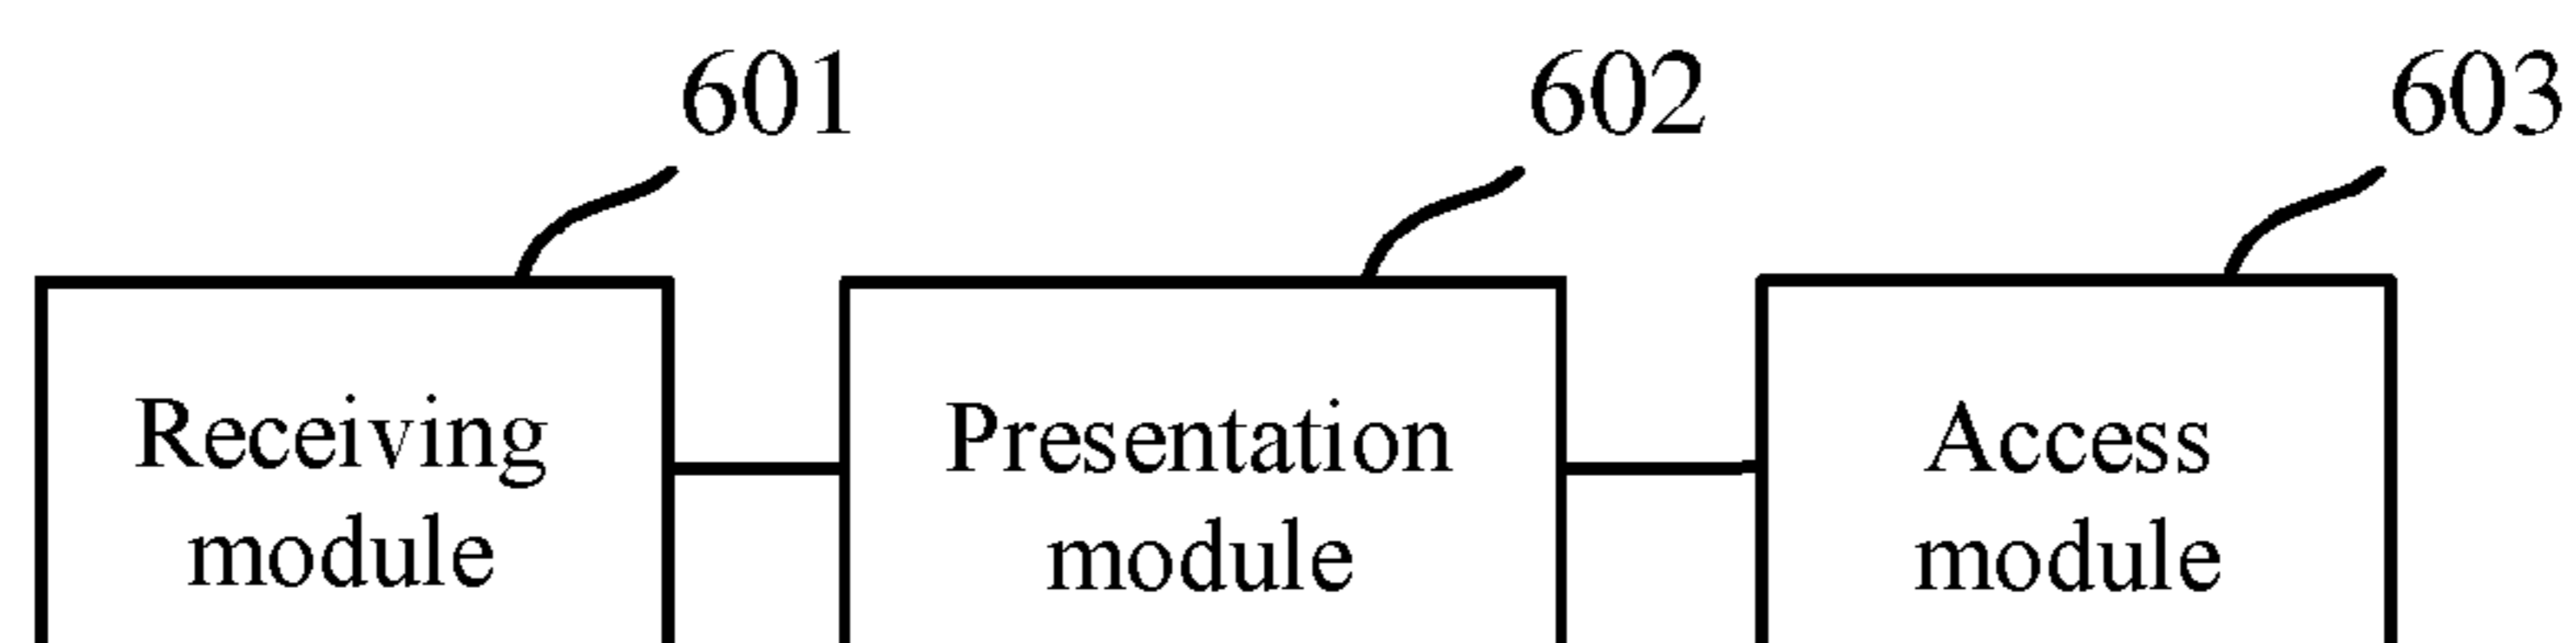 601
602
603
Receiving
module
Presentation
module
Access
module